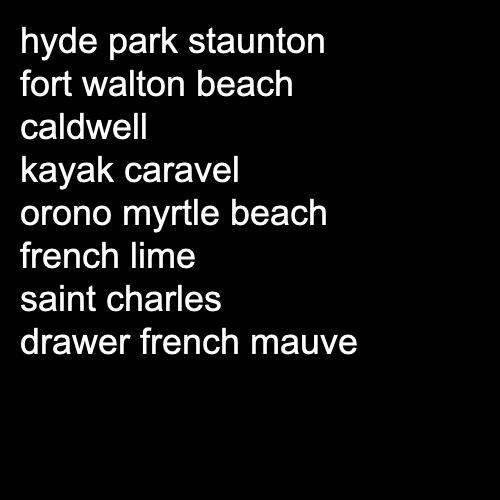 hyde park staunton
fort walton beach
caldwell
kayak caravel
orono myrtle beach
french lime
saint charles
drawer french mauve